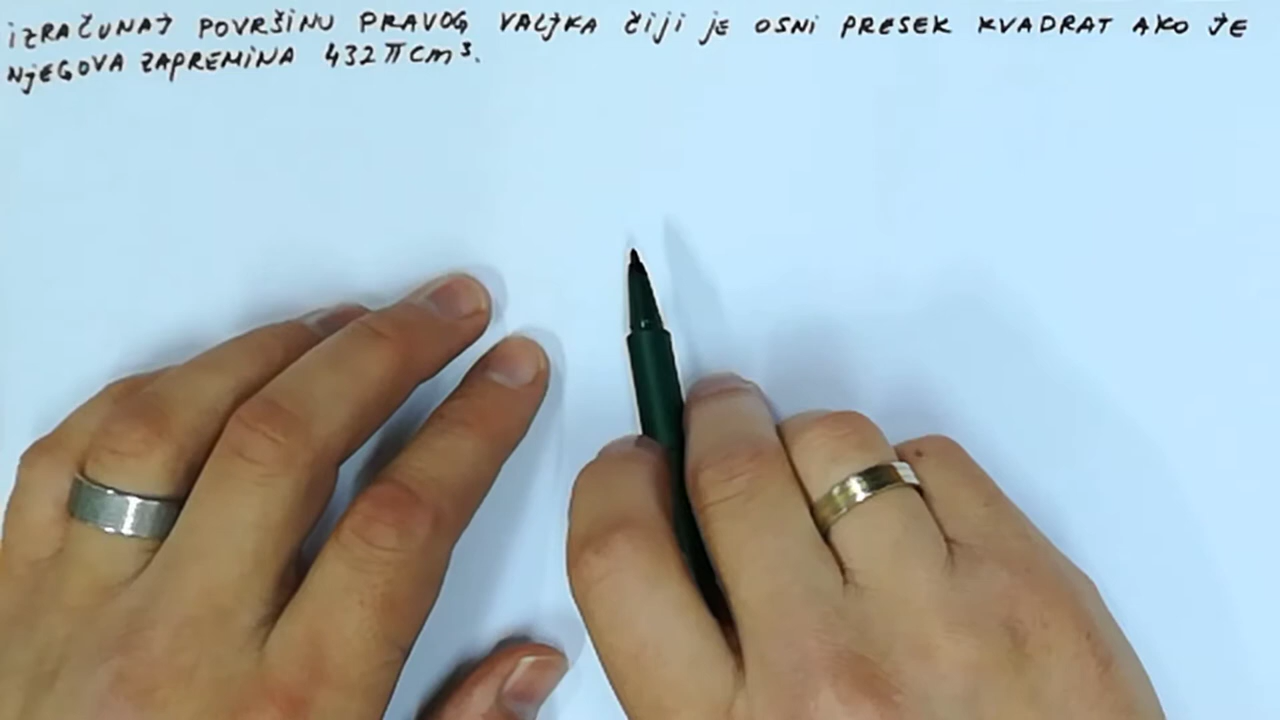 IZRAČUNAJ POVRŠINU PRAVOG VALJKA ČIJI JE OSNI PRESEK KVADRAT AKO JE
NJEGOVA ZAPREMINA 432πcm³.